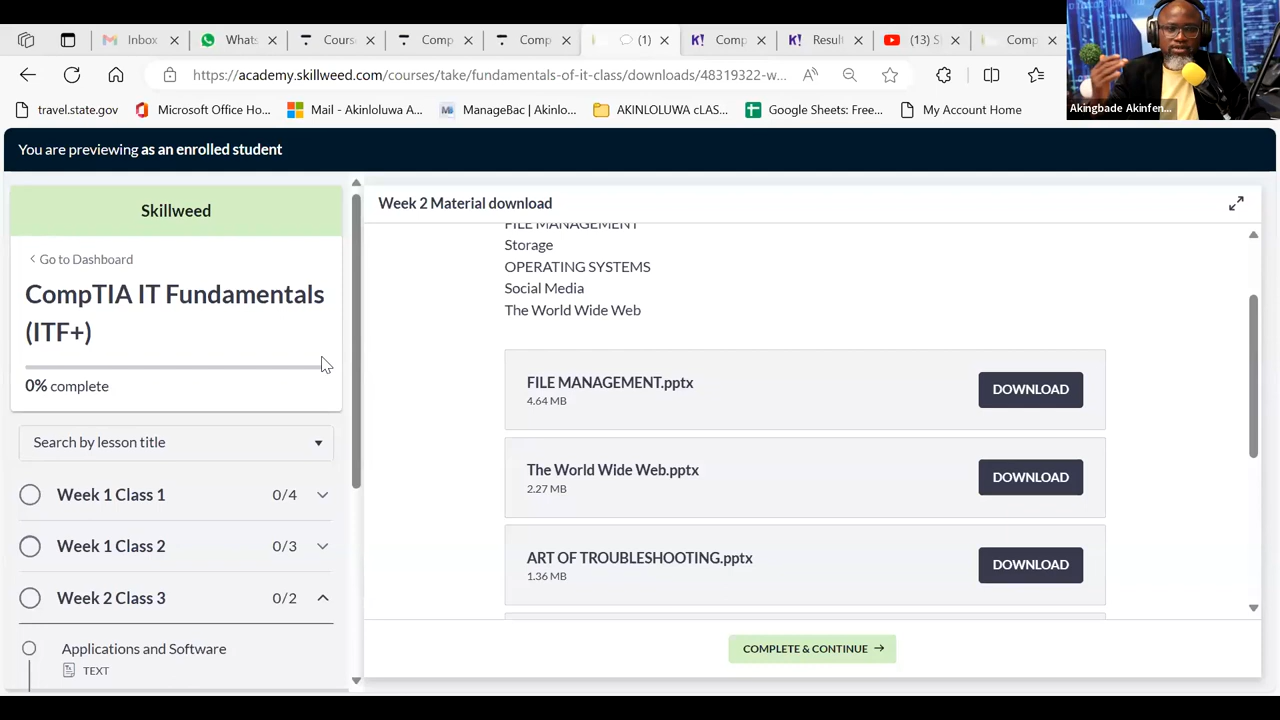 Inbox
Whats
Cours
Comp
Comp
(1)
Comp
Result
(13) S
Comp
https://academy.skillweed.com/courses/take/fundamentals-of-it-class/downloads/48319322-w...
travel.state.gov
Microsoft Office Ho...
Mail - Akinloluwa A...
ManageBac | Akinlo...
AKINLOLUWA cLAS...
Google Sheets: Free...
My Account Home
Akingbade Akinfen...
You are previewing as an enrolled student
Skillweed
Go to Dashboard
CompTIA IT Fundamentals
(ITF+)
0% complete
Search by lesson title
Week 1 Class 1 0/4
Week 1 Class 2 0/3
Week 2 Class 3 0/2
Applications and Software
TEXT
Week 2 Material download
FILE MANAGEMENT
Storage
OPERATING SYSTEMS
Social Media
The World Wide Web
FILE MANAGEMENT.pptx
4.64 MB
DOWNLOAD
The World Wide Web.pptx
2.27 MB
DOWNLOAD
ART OF TROUBLESHOOTING.pptx
1.36 MB
DOWNLOAD
COMPLETE & CONTINUE